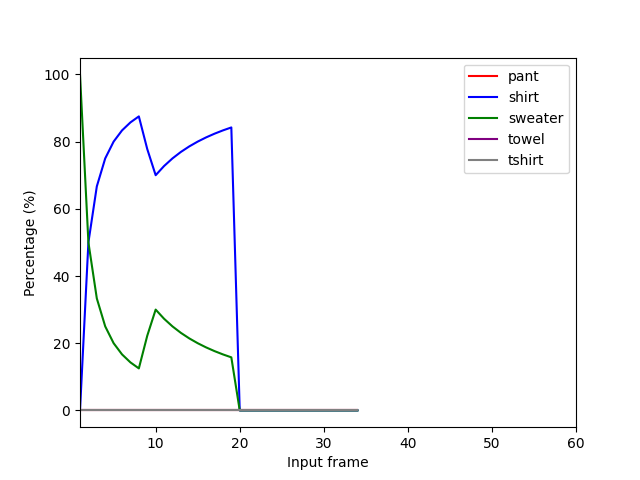 100
80
60
40
20
0
Percentage (%)
10 20 30 40 50 60
Input frame
pant
shirt
sweater
towel
tshirt